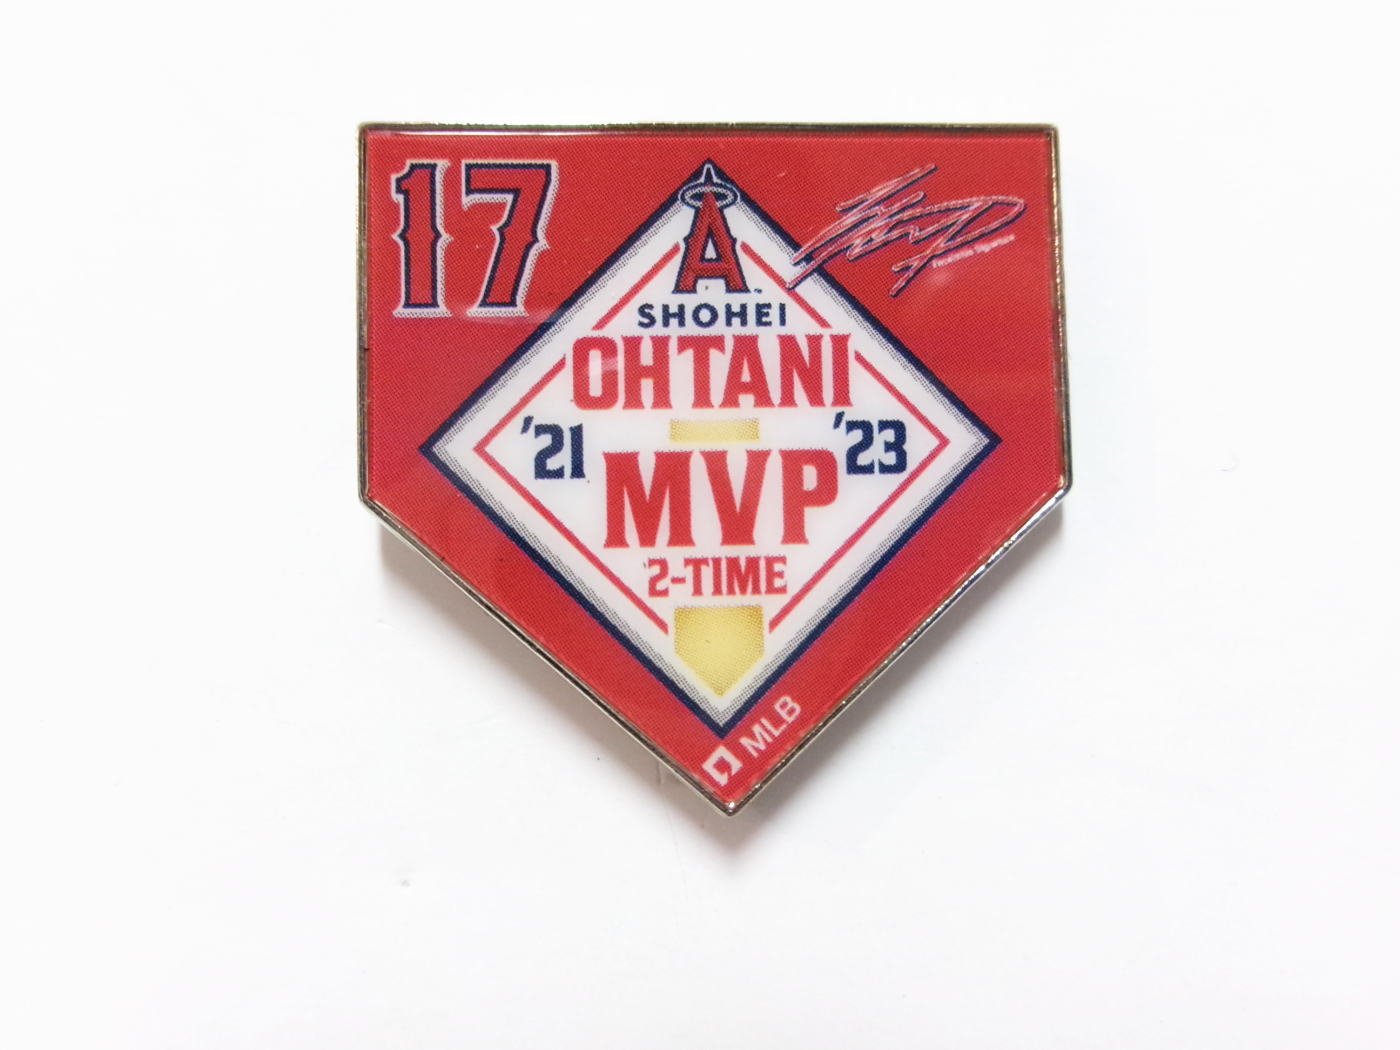 17
A
SHOHEI
OHTANI
'21 '23
MVP
2-TIME
MLB